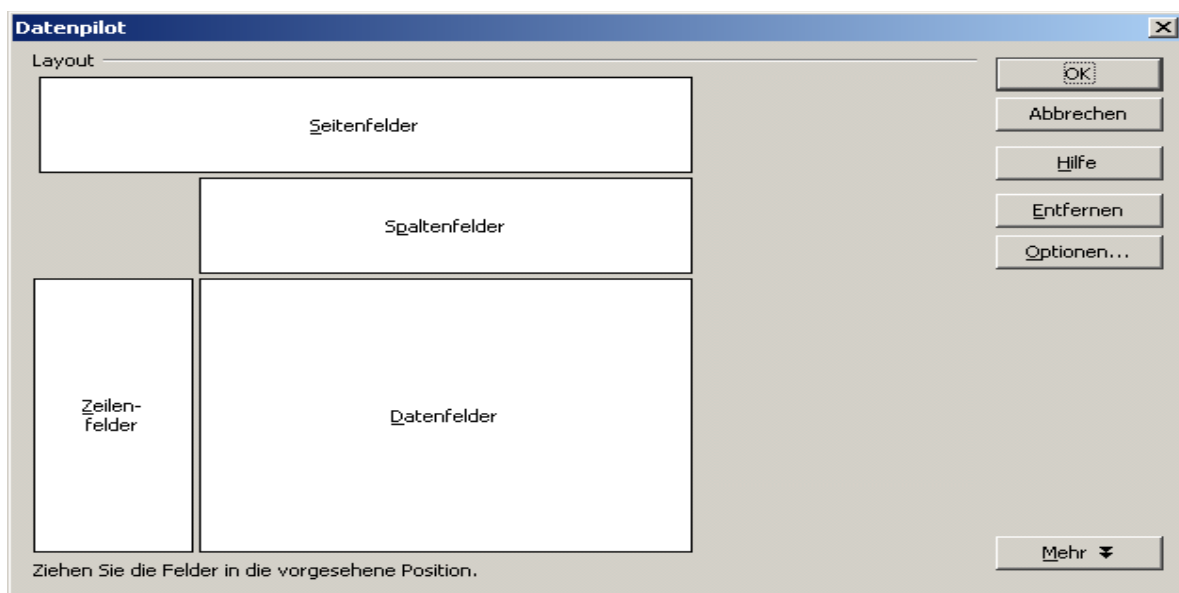 Datenpilot
Layout
OK
Seitenfelder
Abbrechen
Hilfe
Entfernen
Spaltenfelder
Optionen...
Zeilen-
felder
Datenfelder
Mehr
Ziehen Sie die Felder in die vorgesehene Position.